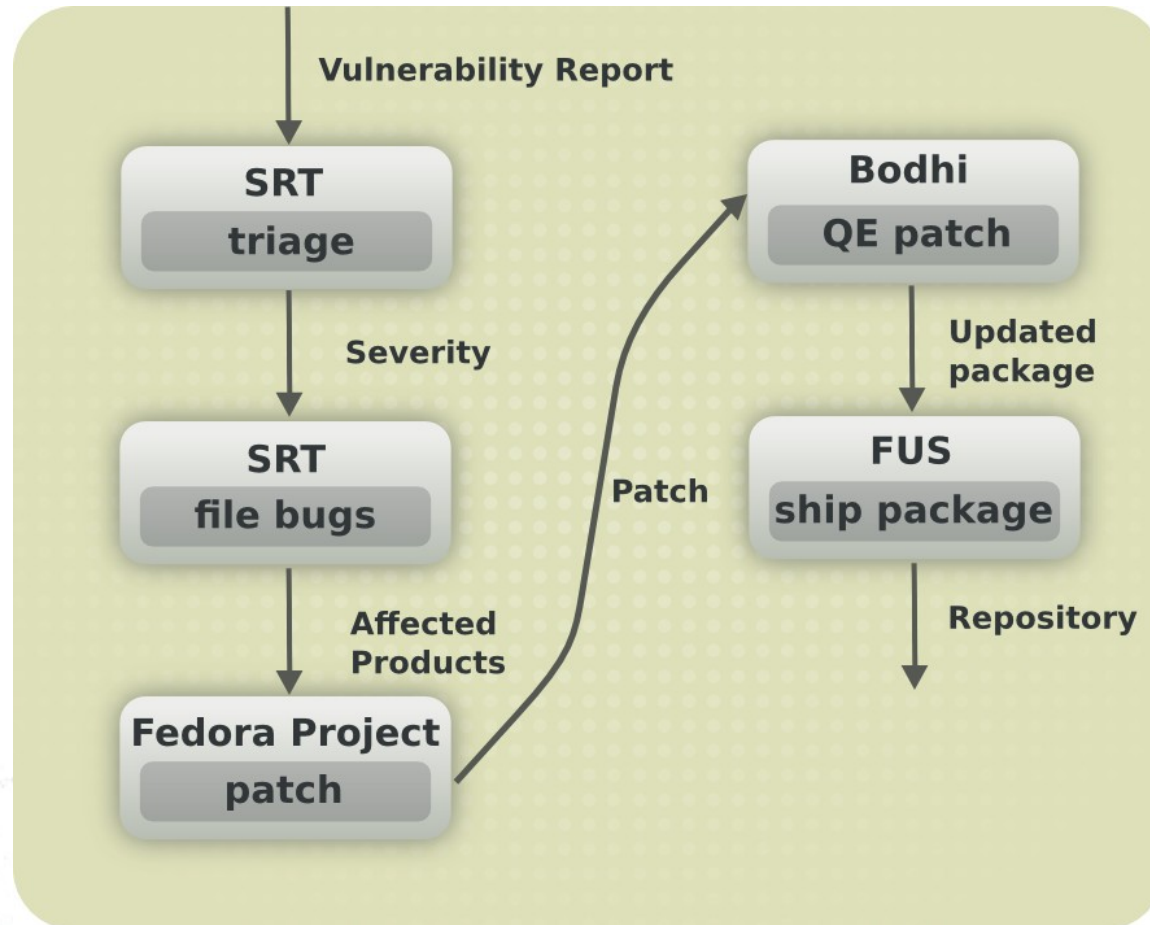 Vulnerability Report
SRT
triage
Severity
SRT
file bugs
Affected
Products
Fedora Project
patch
Patch
Bodhi
QE patch
Updated
package
FUS
ship package
Repository